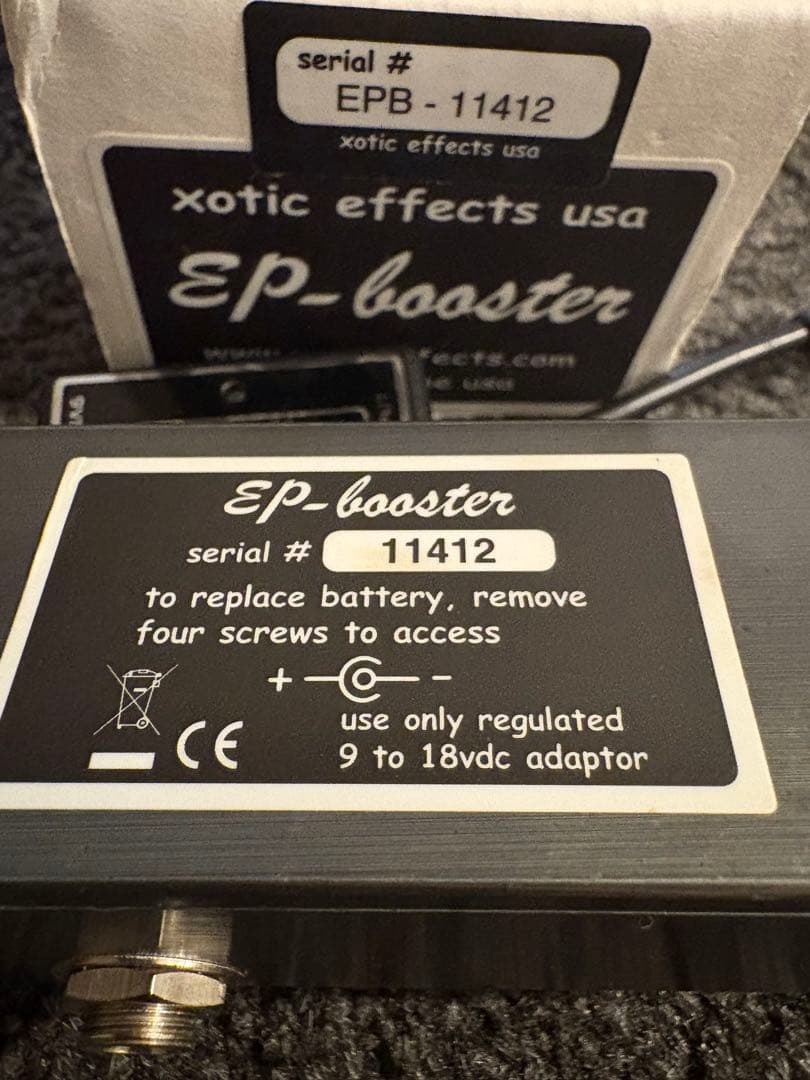 serial #
EPB - 11412
xotic effects usa
xotic effects usa
EP-booster
EP-booster
serial # 11412
to replace battery, remove
four screws to access
+ -
CE
use only regulated
9 to 18vdc adaptor